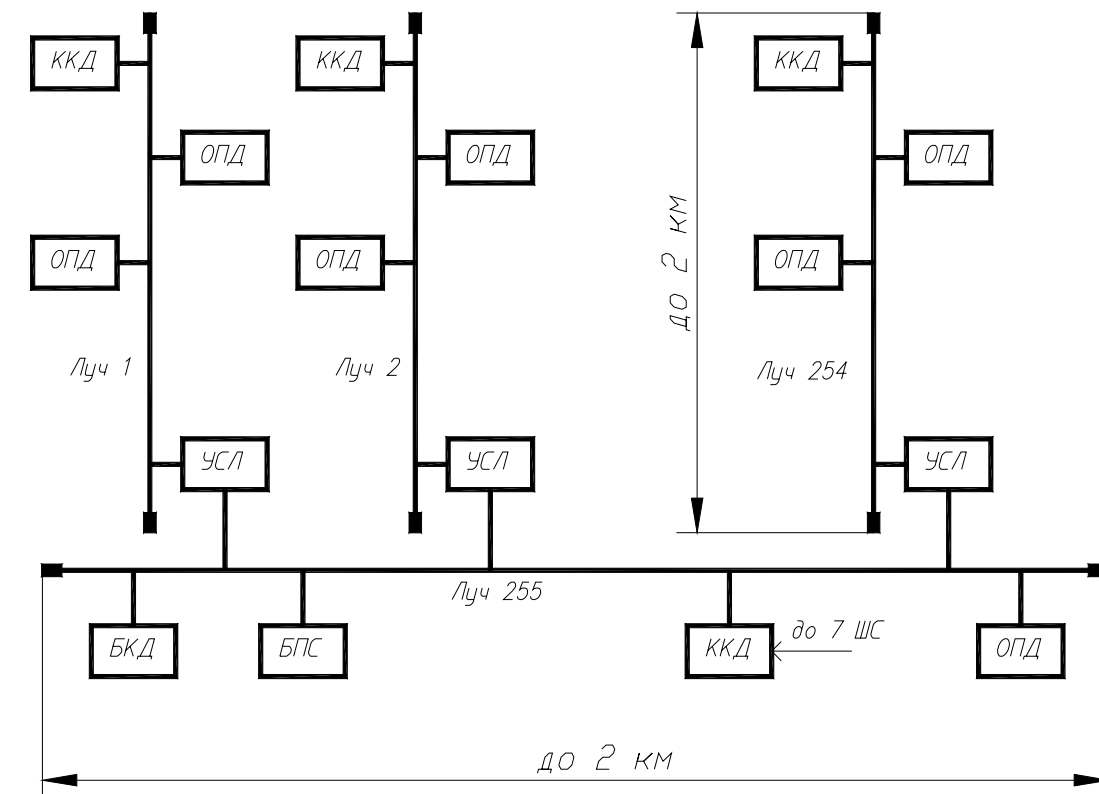 ККД
ККД
ККД
ОПД
ОПД
ОПД
ОПД
ОПД
ОПД
до 2 км
Луч 1
Луч 2
Луч 254
УСЛ
УСЛ
УСЛ
Луч 255
БКД
БПС
ККД
до 7 ШС
ОПД
до 2 км